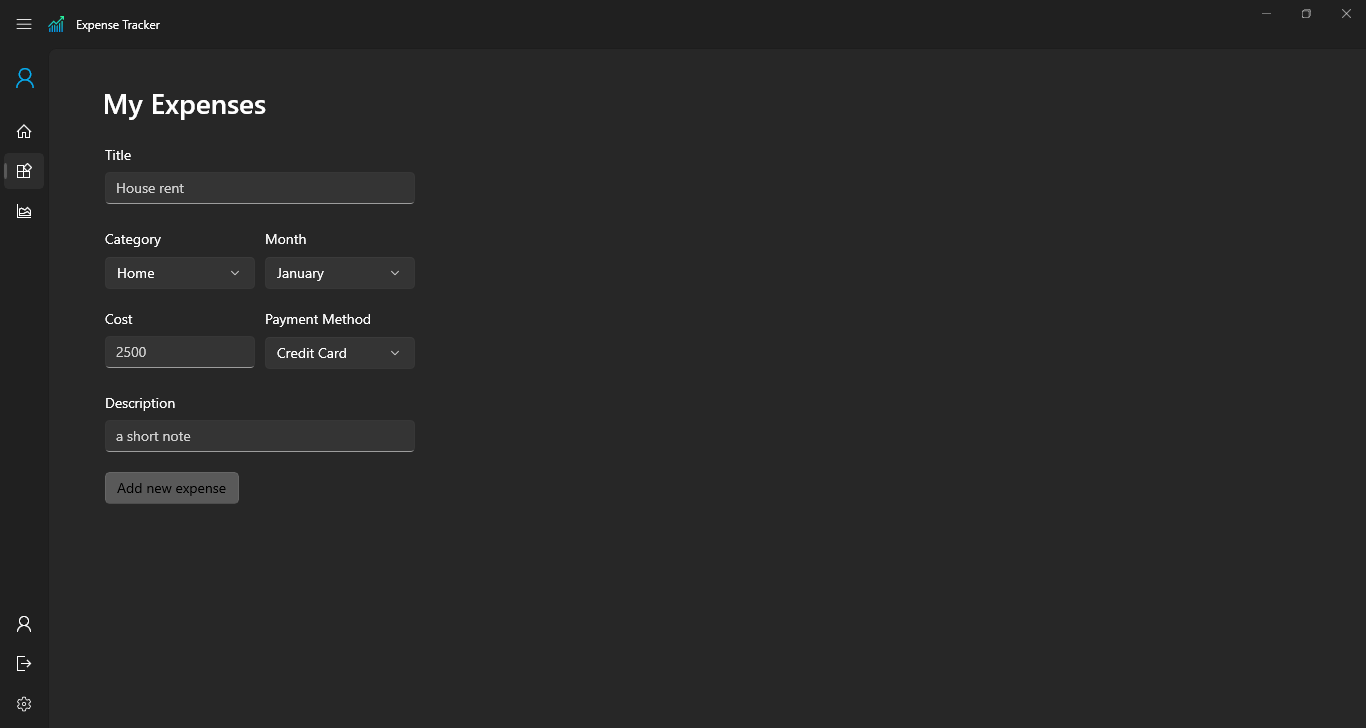 Expense Tracker
My Expenses
Title
House rent
Category Month
Home January
Cost Payment Method
2500 Credit Card
Description
a short note
Add new expense